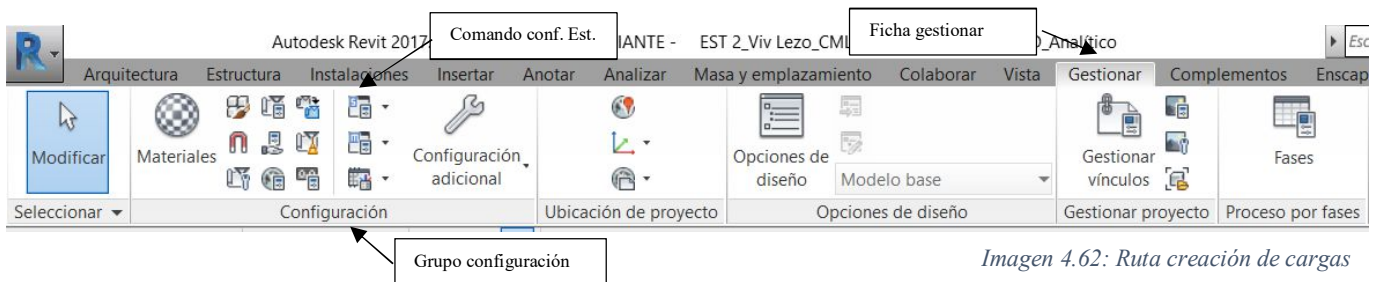 Comando conf. Est.
Ficha gestionar
Autodesk Revit 2017 IANTE - EST 2_Viv Lezo_CML _Analítico
Esc
Arquitectura Estructura Instalaciones Insertar Anotar Analizar Masa y emplazamiento Colaborar Vista Gestionar Complementos Enscap
Modificar
Materiales
Configuración adicional
Opciones de diseño
Modelo base
Gestionar vínculos
Fases
Seleccionar Configuración Ubicación de proyecto Opciones de diseño Gestionar proyecto Proceso por fases
Grupo configuración
Imagen 4.62: Ruta creación de cargas